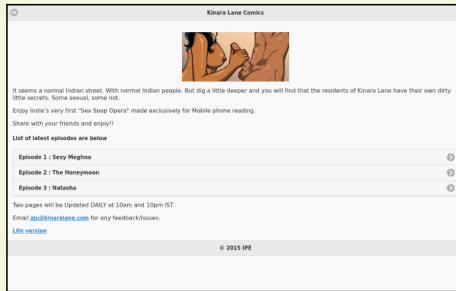 Kinara Lane Comics
It seems a normal Indian street. With normal Indian people. But dig a little deeper and you will find that the residents of Kinara Lane have their own dirty
little secrets. Some sexual, some not.
Enjoy India's very first "Sex Soap Opera" made exclusively for Mobile phone reading.
Share with your friends and enjoy!!
List of latest episodes are below
Episode 1 : Sexy Meghna
Episode 2 : The Honeymoon
Episode 3 : Natasha
Two pages will be Updated DAILY at 10am and 10pm IST
Email aju@kinaralane.com for any feedback/issues.
Lite version
© 2015 IPE